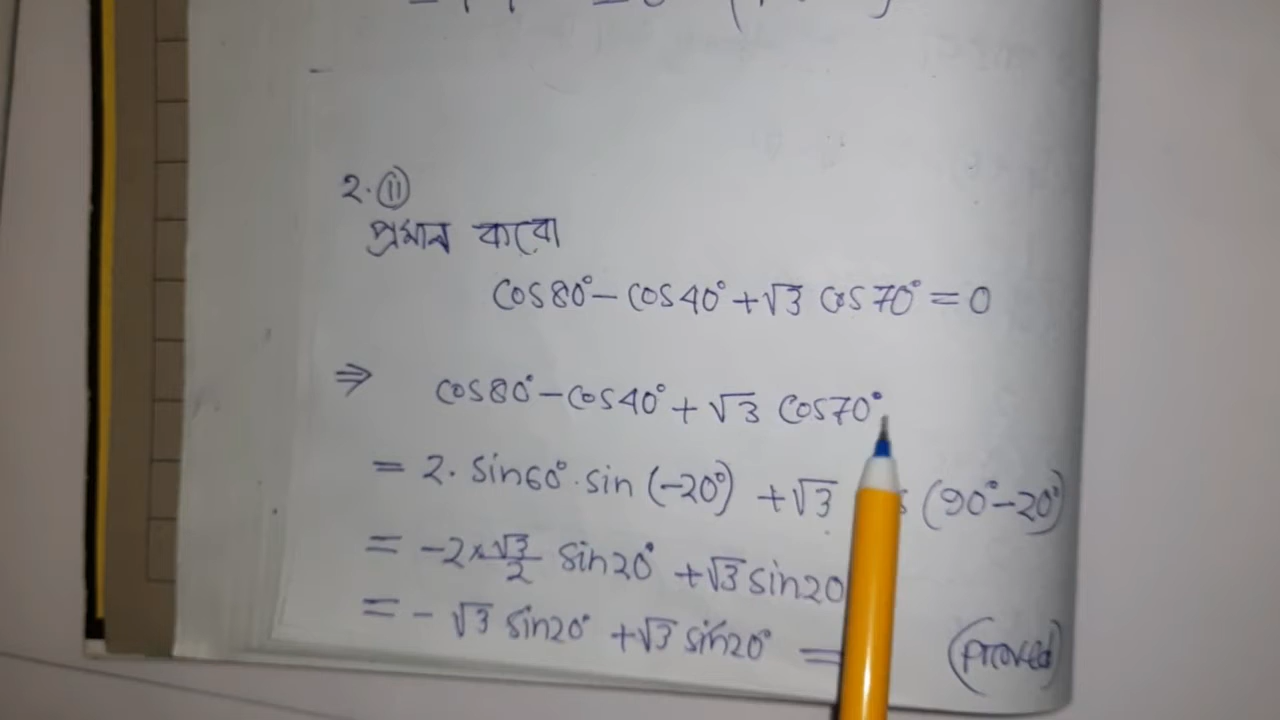 2. (ii)
প্রমান করো
cos80° - cos40° + √3 cos70° = 0
⇒ cos80° - cos40° + √3 cos70°
= 2. sin60°. sin (-20°) + √3 (90°-20°)
= -2 × √3/2 sin20° + √3 sin20
= - √3 sin20° + √3 sin20° = (proved)